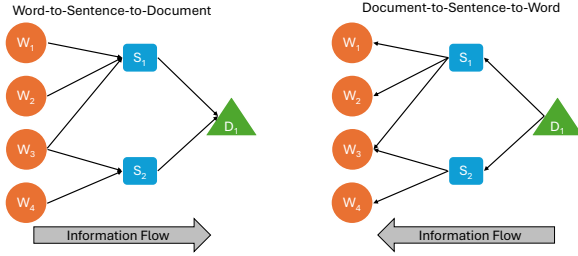 Word-to-Sentence-to-Document
W1
W2
W3
W4
S1
S2
D1
Information Flow
Document-to-Sentence-to-Word
W1
W2
W3
W4
S1
S2
D1
Information Flow